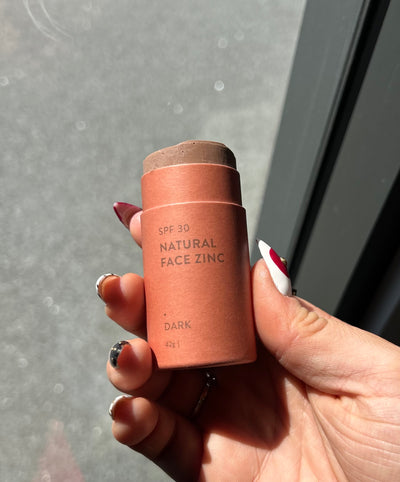 SPF 30
NATURAL
FACE ZINC
DARK